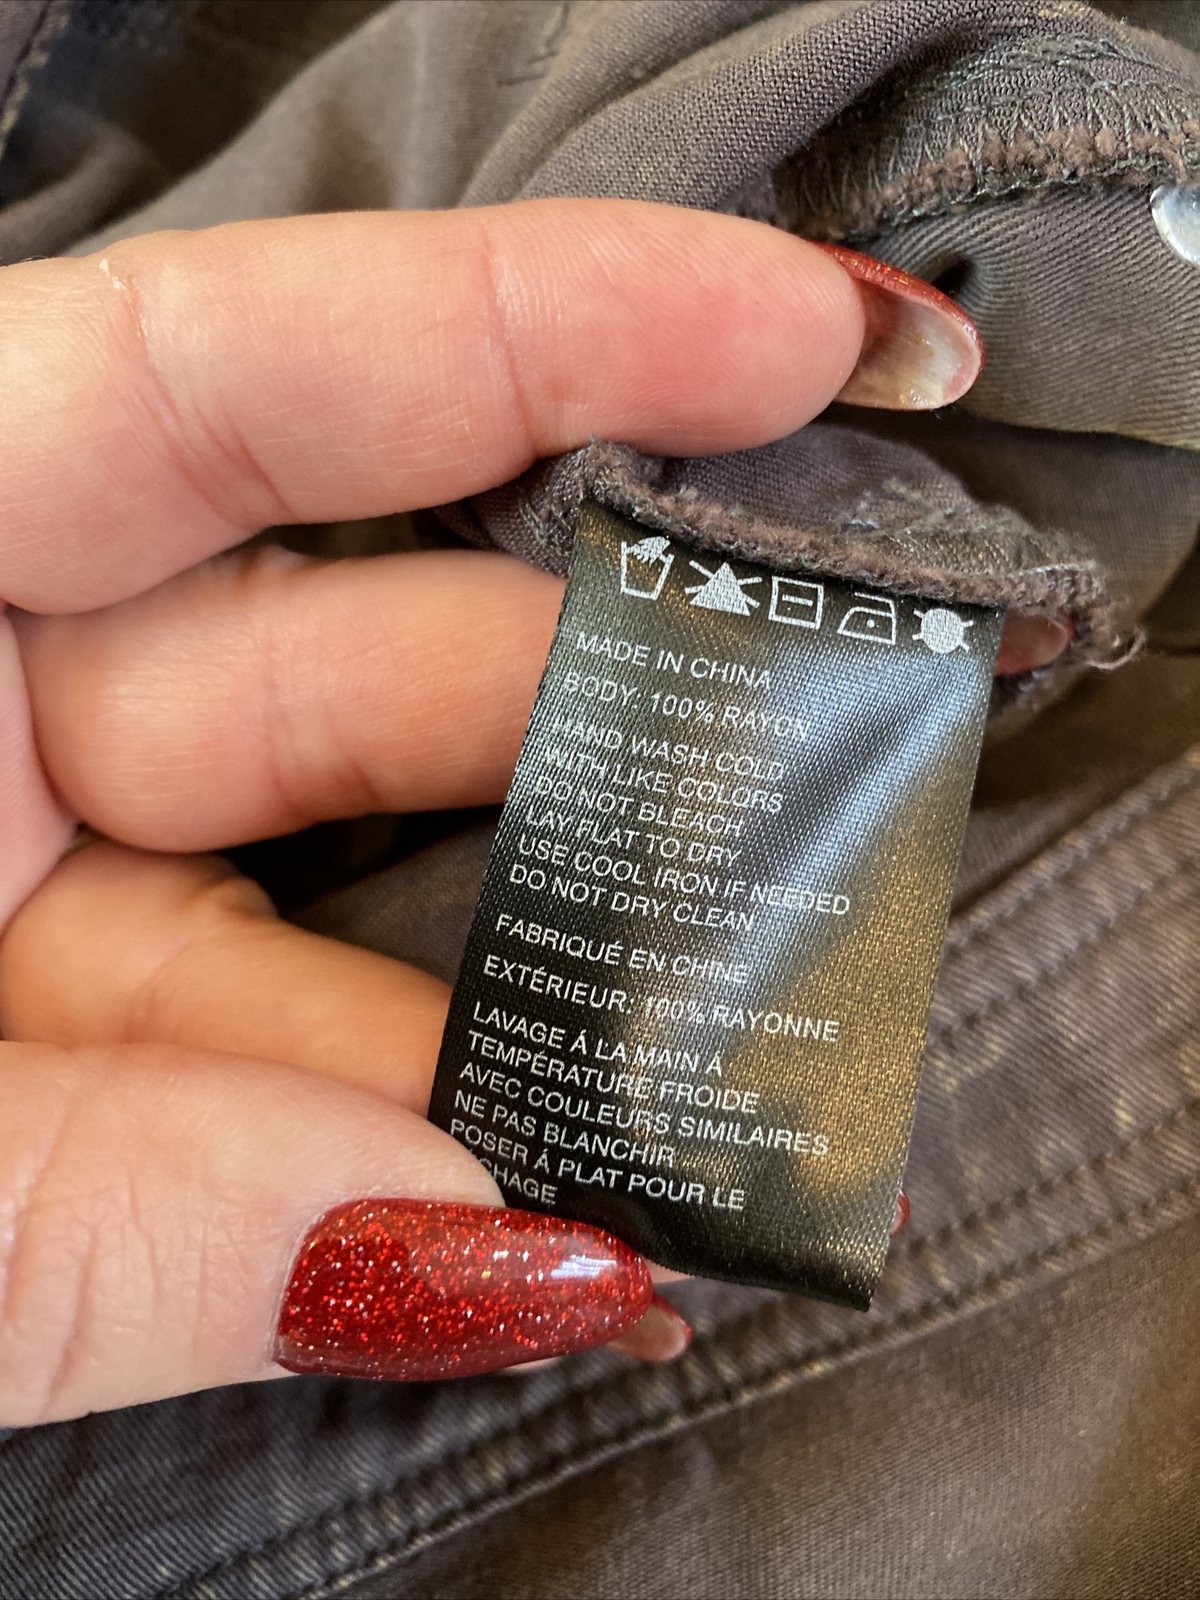 MADE IN CHINA
BODY: 100% RAYON
HAND WASH COLD
WITH LIKE COLORS
DO NOT BLEACH
LAY FLAT TO DRY
USE COOL IRON IF NEEDED
DO NOT DRY CLEAN
FABRIQUÉ EN CHINE
EXTÉRIEUR: 100% RAYONNE
LAVAGE Á LA MAIN Á
TEMPÉRATURE FROIDE
AVEC COULEURS SIMILAIRES
NE PAS BLANCHIR
POSER Á PLAT POUR LE